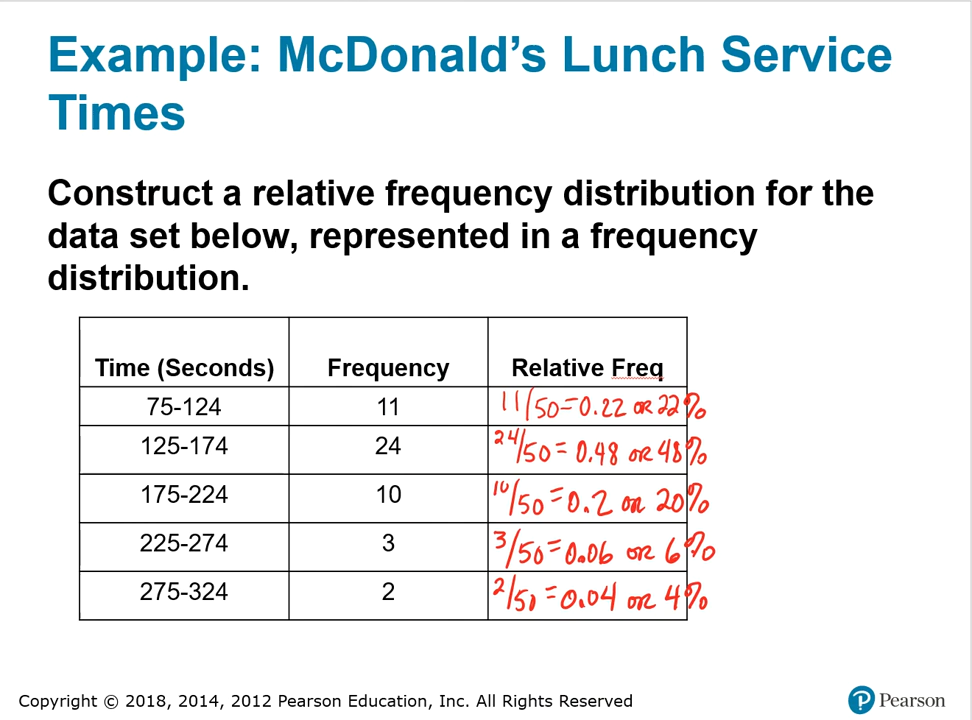 Example: McDonald's Lunch Service
Times
Construct a relative frequency distribution for the
data set below, represented in a frequency
distribution.
Time (Seconds) Frequency Relative Freq
75-124 11 11/50=0.22 OR 22%
125-174 24 24/50=0.48 OR 48%
175-224 10 10/50=0.2 OR 20%
225-274 3 3/50=0.06 OR 6%
275-324 2 2/50=0.04 OR 4%
Copyright © 2018, 2014, 2012 Pearson Education, Inc. All Rights Reserved
P Pearson